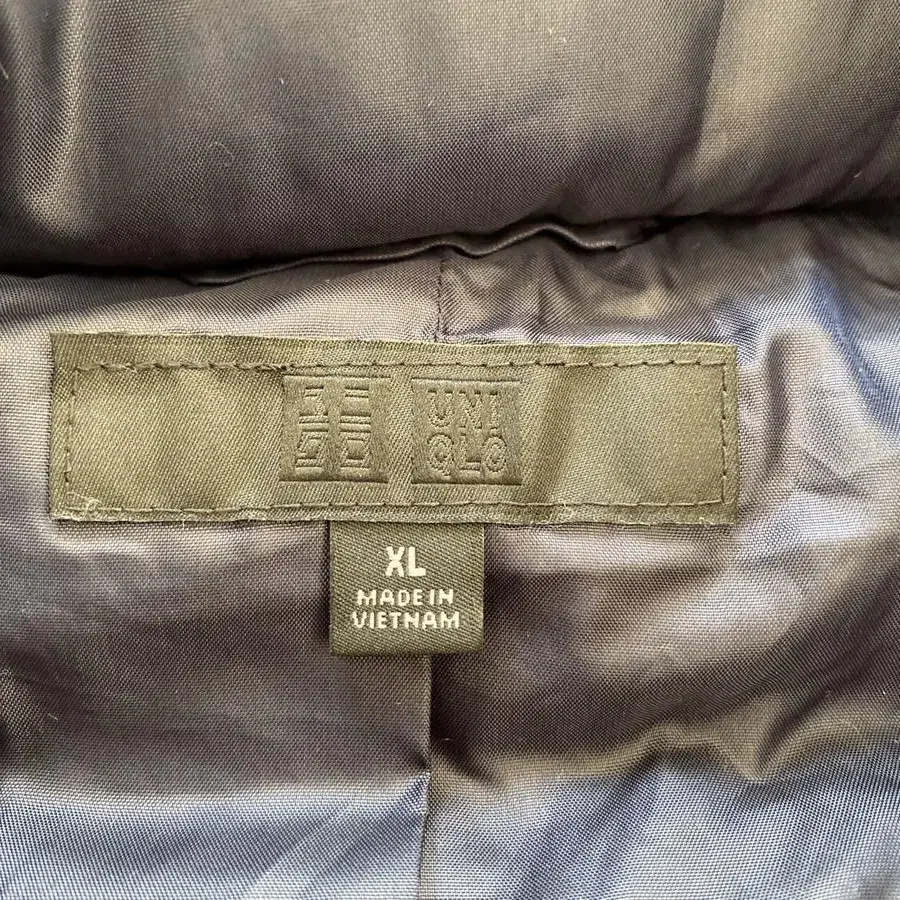 ユニ
クロ
UNI
QLO
XL
MADE IN
VIETNAM